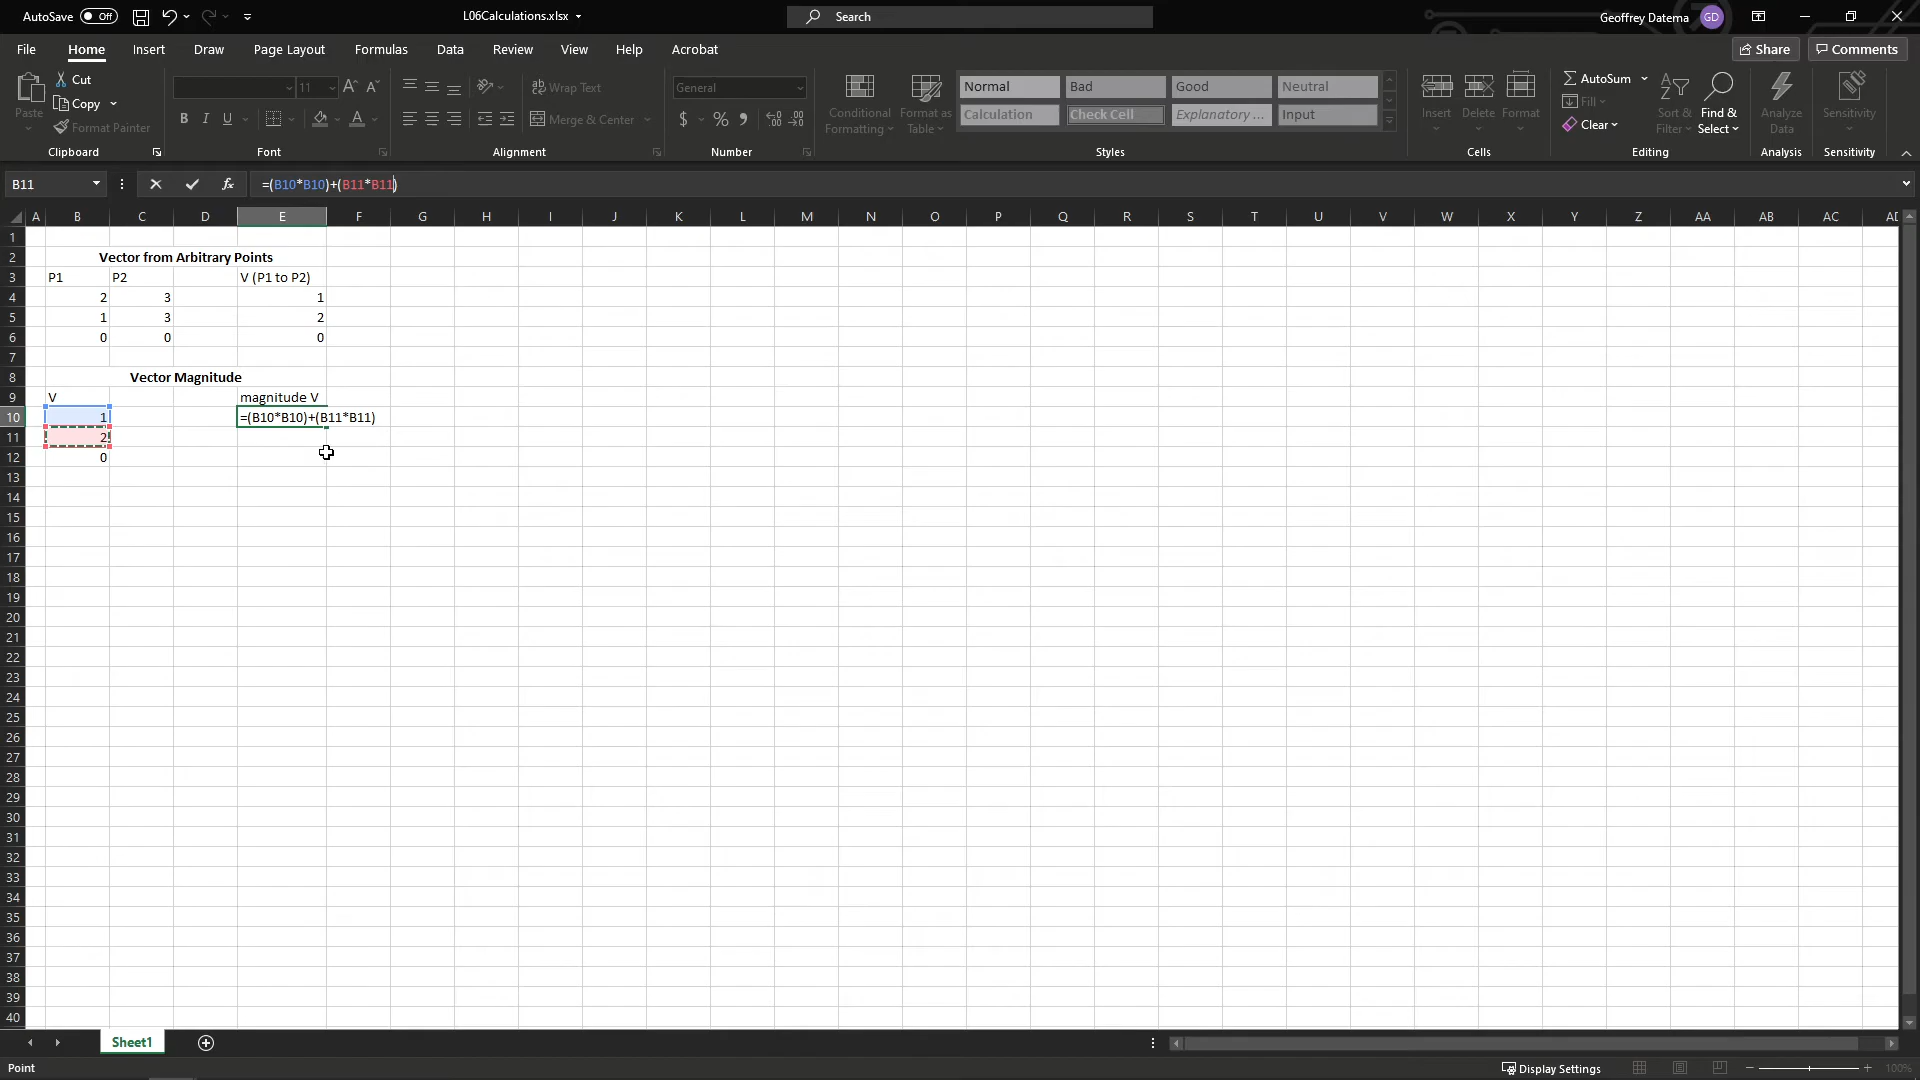 AutoSave Off L06Calculations.xlsx Search Geoffrey Datema GD
File Home Insert Draw Page Layout Formulas Data Review View Help Acrobat Share Comments
Paste Cut Copy Format Painter Clipboard
11 A A B I U A Font
ab Wrap Text Merge & Center Alignment
General $ % Number
Conditional Formatting Format as Table
Normal Bad Good Neutral
Calculation Check Cell Explanatory ... Input
Styles
Insert Delete Format Cells
AutoSum Fill Clear Sort & Filter Find & Select Editing
Analyze Data Analysis
Sensitivity Sensitivity
B11 fx =(B10*B10)+(B11*B11)
A B C D E F G H I J K L M N O P Q R S T U V W X Y Z AA AB AC AD
1
2 Vector from Arbitrary Points
3 P1 P2 V (P1 to P2)
4 2 3 1
5 1 3 2
6 0 0 0
7
8 Vector Magnitude
9 V magnitude V
10 1 =(B10*B10)+(B11*B11)
11 2
12 0
13
14
15
16
17
18
19
20
21
22
23
24
25
26
27
28
29
30
31
32
33
34
35
36
37
38
39
40
Sheet1
Point Display Settings 100%